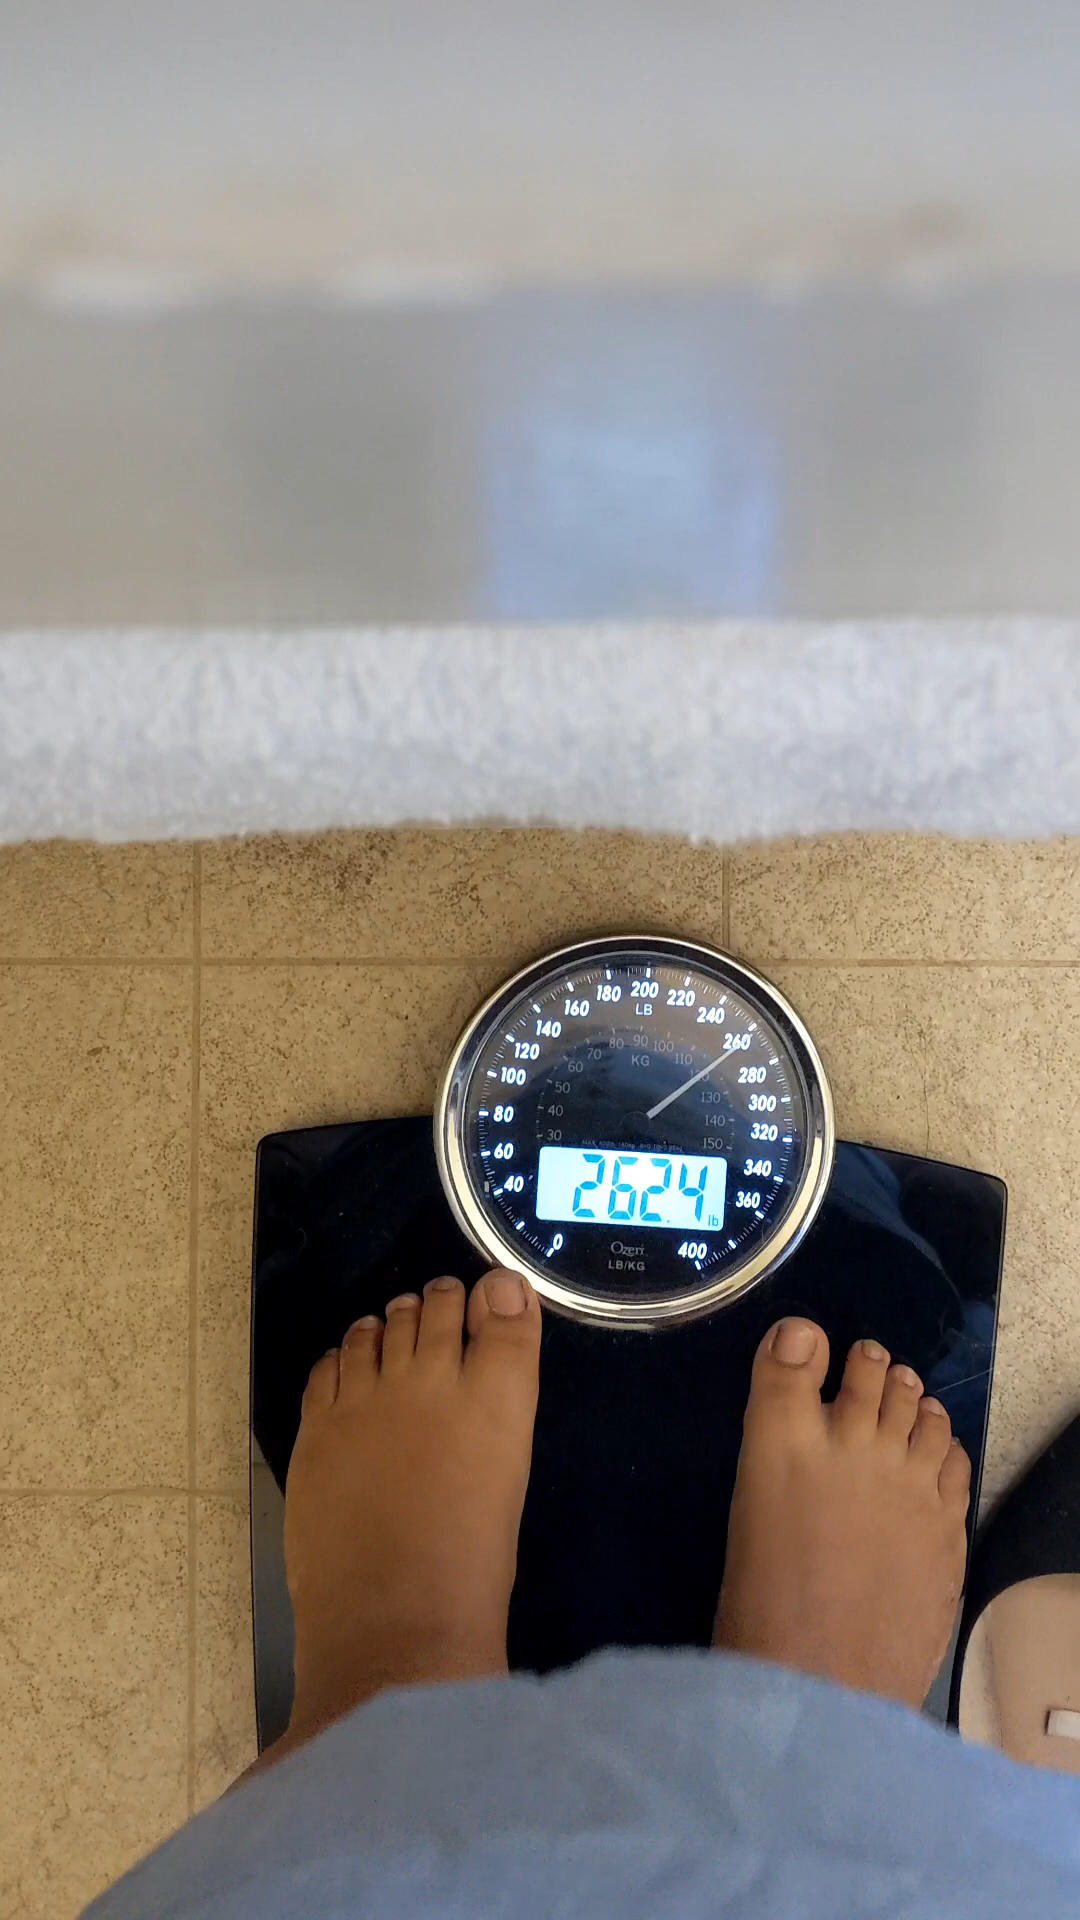 180 200 220
160 LB 240
140 80 90 100 260
120 70 KG 110 280
100 60 120 300
80 50 130 320
60 40 140 340
40 30 150 360
262.4 lb
0 Ozeri 400
LB/KG